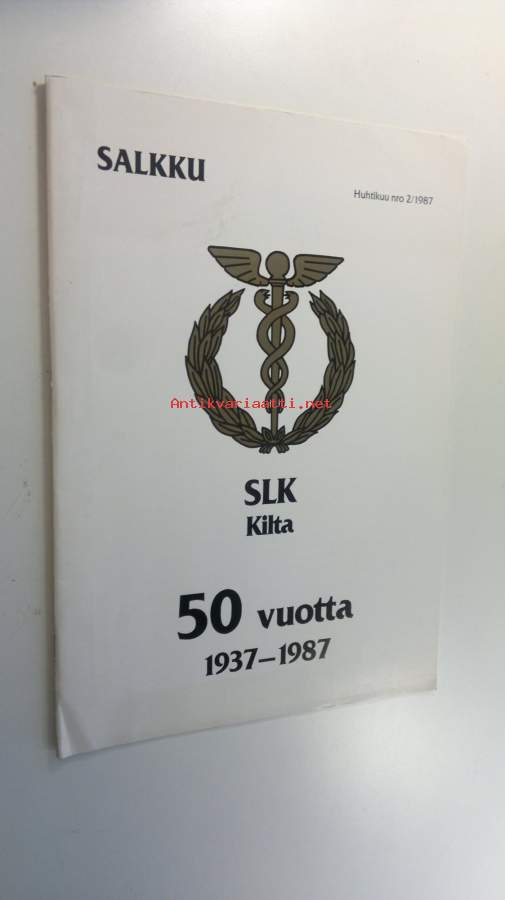 SALKKU
Huhtikuu nro 2/1987
Antikvariaatti.net
SLK
Kilta
50 vuotta
1937–1987